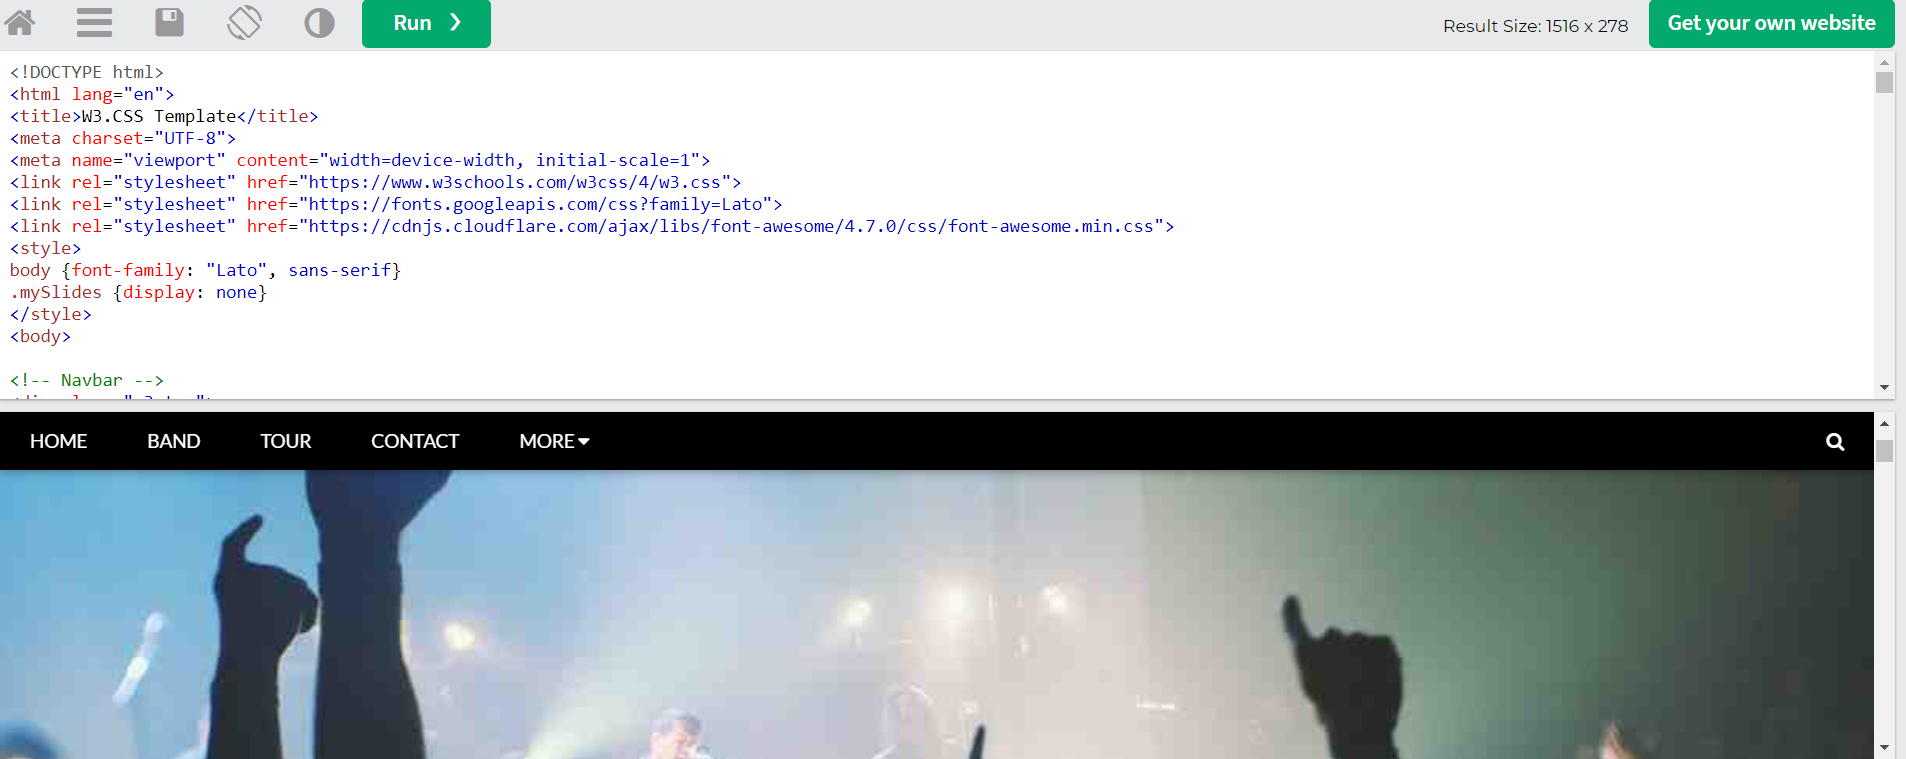 Run ❯
Result Size: 1516 x 278
Get your own website
<!DOCTYPE html>
<html lang="en">
<title>W3.CSS Template</title>
<meta charset="UTF-8">
<meta name="viewport" content="width=device-width, initial-scale=1">
<link rel="stylesheet" href="https://www.w3schools.com/w3css/4/w3.css">
<link rel="stylesheet" href="https://fonts.googleapis.com/css?family=Lato">
<link rel="stylesheet" href="https://cdnjs.cloudflare.com/ajax/libs/font-awesome/4.7.0/css/font-awesome.min.css">
<style>
body {font-family: "Lato", sans-serif}
.mySlides {display: none}
</style>
<body>
<!-- Navbar -->
HOME BAND TOUR CONTACT MORE